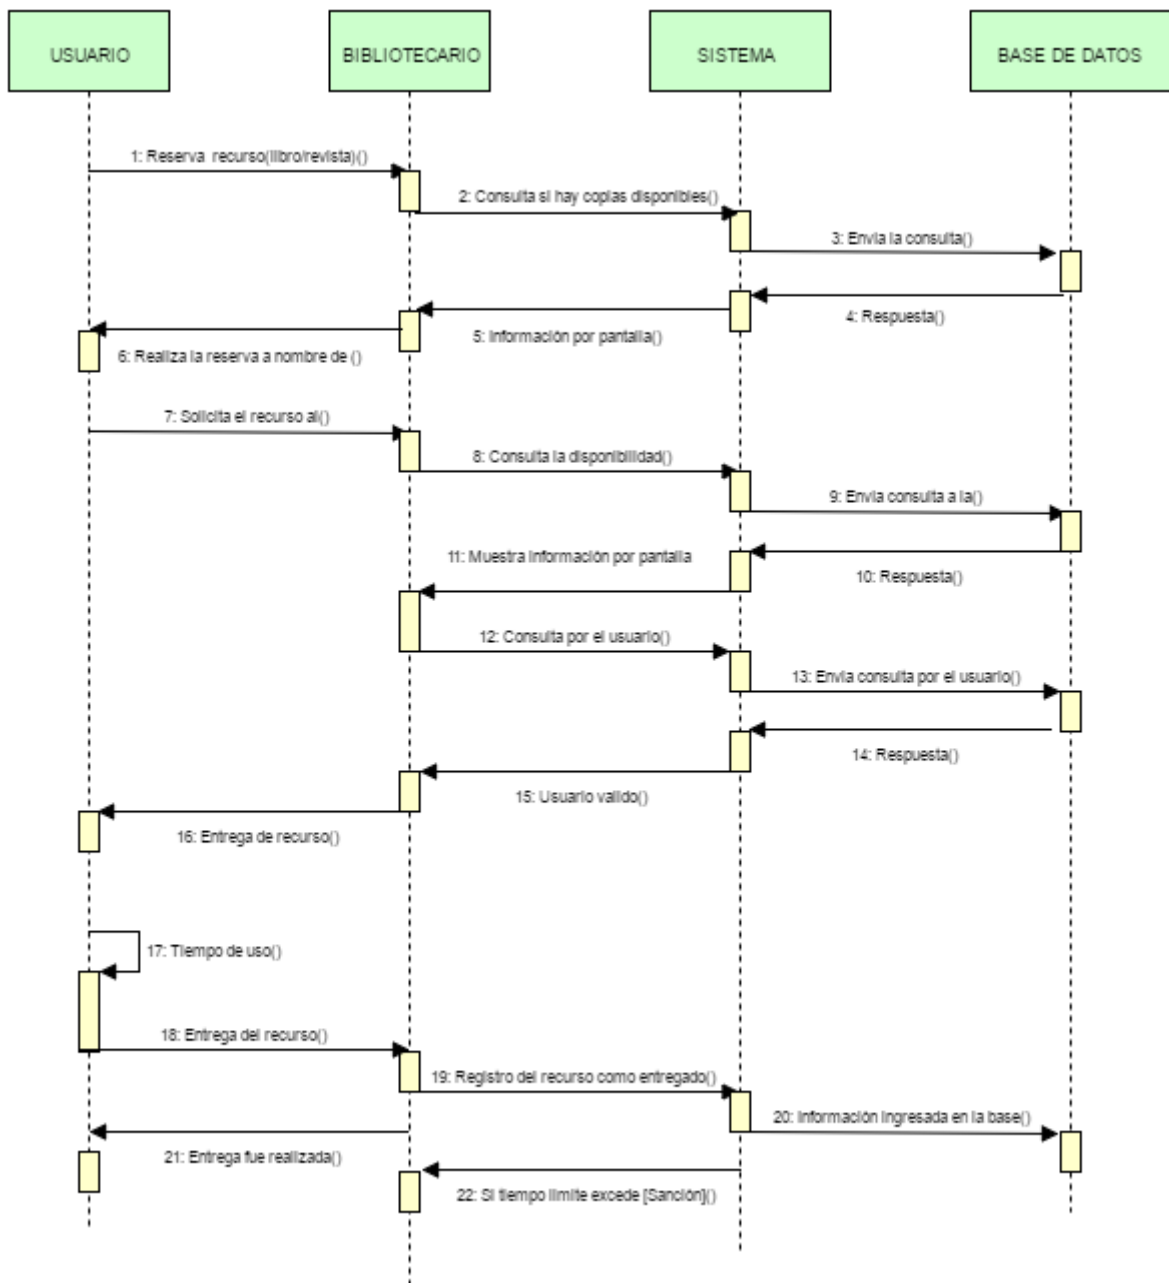 USUARIO
BIBLIOTECARIO
SISTEMA
BASE DE DATOS
1: Reserva recurso(libro/revista)()
2: Consulta si hay copias disponibles()
3: Envia la consulta()
4: Respuesta()
5: Información por pantalla()
6: Realiza la reserva a nombre de ()
7: Solicita el recurso al()
8: Consulta la disponibilidad()
9: Envia consulta a la()
10: Respuesta()
11: Muestra información por pantalla
12: Consulta por el usuario()
13: Envia consulta por el usuario()
14: Respuesta()
15: Usuario valido()
16: Entrega de recurso()
17: Tiempo de uso()
18: Entrega del recurso()
19: Registro del recurso como entregado()
20: Información ingresada en la base()
21: Entrega fue realizada()
22: Si tiempo limite excede [Sanción]()